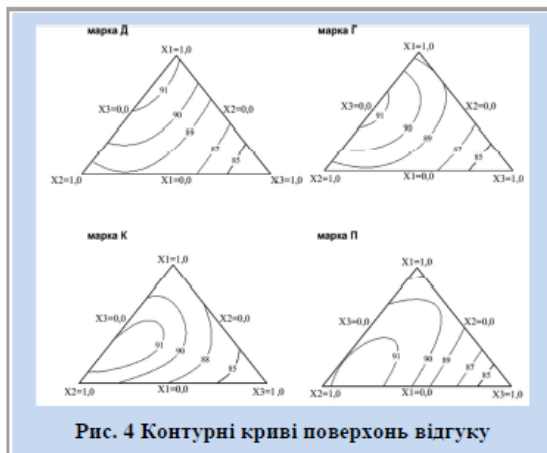 марка Д
марка Г
X1=1,0
X1=1,0
X3=0,0
91
X2=0,0
X3=0,0
91
X2=0,0
90
90
89
89
87
87
85
85
X2=1,0
X1=0,0
X3=1,0
X2=1,0
X1=0,0
X3=1,0
марка К
марка П
X1=1,0
X1=1,0
X3=0,0
X2=0,0
X3=0,0
X2=0,0
91
90
88
85
91
90
89
87
85
X2=1,0
X1=0,0
X3=1,0
X2=1,0
X1=0,0
X3=1,0
Рис. 4 Контурні криві поверхонь відгуку